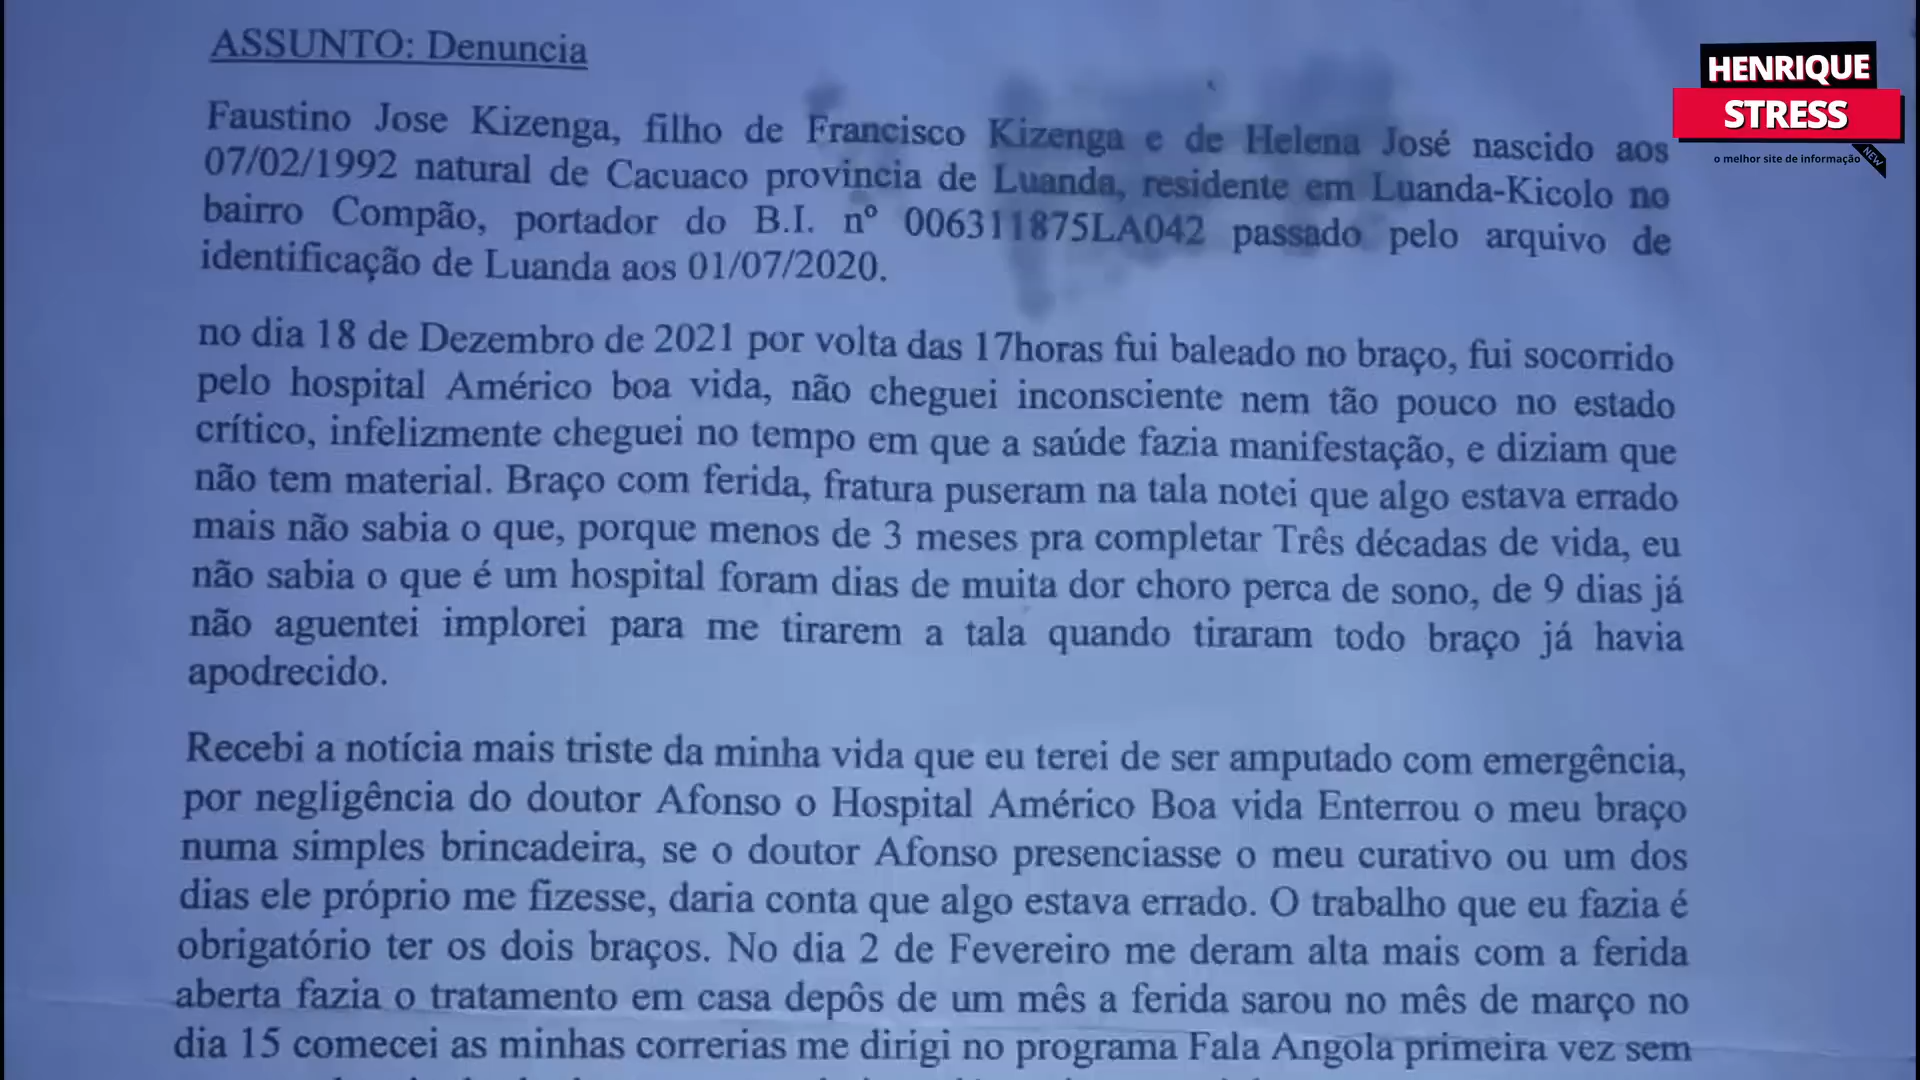 ASSUNTO: Denuncia
HENRIQUE
STRESS
o melhor site de informação
NEW
Faustino Jose Kizenga, filho de Francisco Kizenga e de Helena José nascido aos
07/02/1992 natural de Cacuaco província de Luanda, residente em Luanda-Kicolo no
bairro Compão, portador do B.I. nº 006311875LA042 passado pelo arquivo de
identificação de Luanda aos 01/07/2020.
no dia 18 de Dezembro de 2021 por volta das 17horas fui baleado no braço, fui socorrido
pelo hospital Américo boa vida, não cheguei inconsciente nem tão pouco no estado
crítico, infelizmente cheguei no tempo em que a saúde fazia manifestação, e diziam que
não tem material. Braço com ferida, fratura puseram na tala notei que algo estava errado
mais não sabia o que, porque menos de 3 meses pra completar Três décadas de vida, eu
não sabia o que é um hospital foram dias de muita dor choro perca de sono, de 9 dias já
não aguentei implorei para me tirarem a tala quando tiraram todo braço já havia
apodrecido.
Recebi a notícia mais triste da minha vida que eu terei de ser amputado com emergência,
por negligência do doutor Afonso o Hospital Américo Boa vida Enterrou o meu braço
numa simples brincadeira, se o doutor Afonso presenciasse o meu curativo ou um dos
dias ele próprio me fizesse, daria conta que algo estava errado. O trabalho que eu fazia é
obrigatório ter os dois braços. No dia 2 de Fevereiro me deram alta mais com a ferida
aberta fazia o tratamento em casa depôs de um mês a ferida sarou no mês de março no
dia 15 comecei as minhas correrias me dirigi no programa Fala Angola primeira vez sem